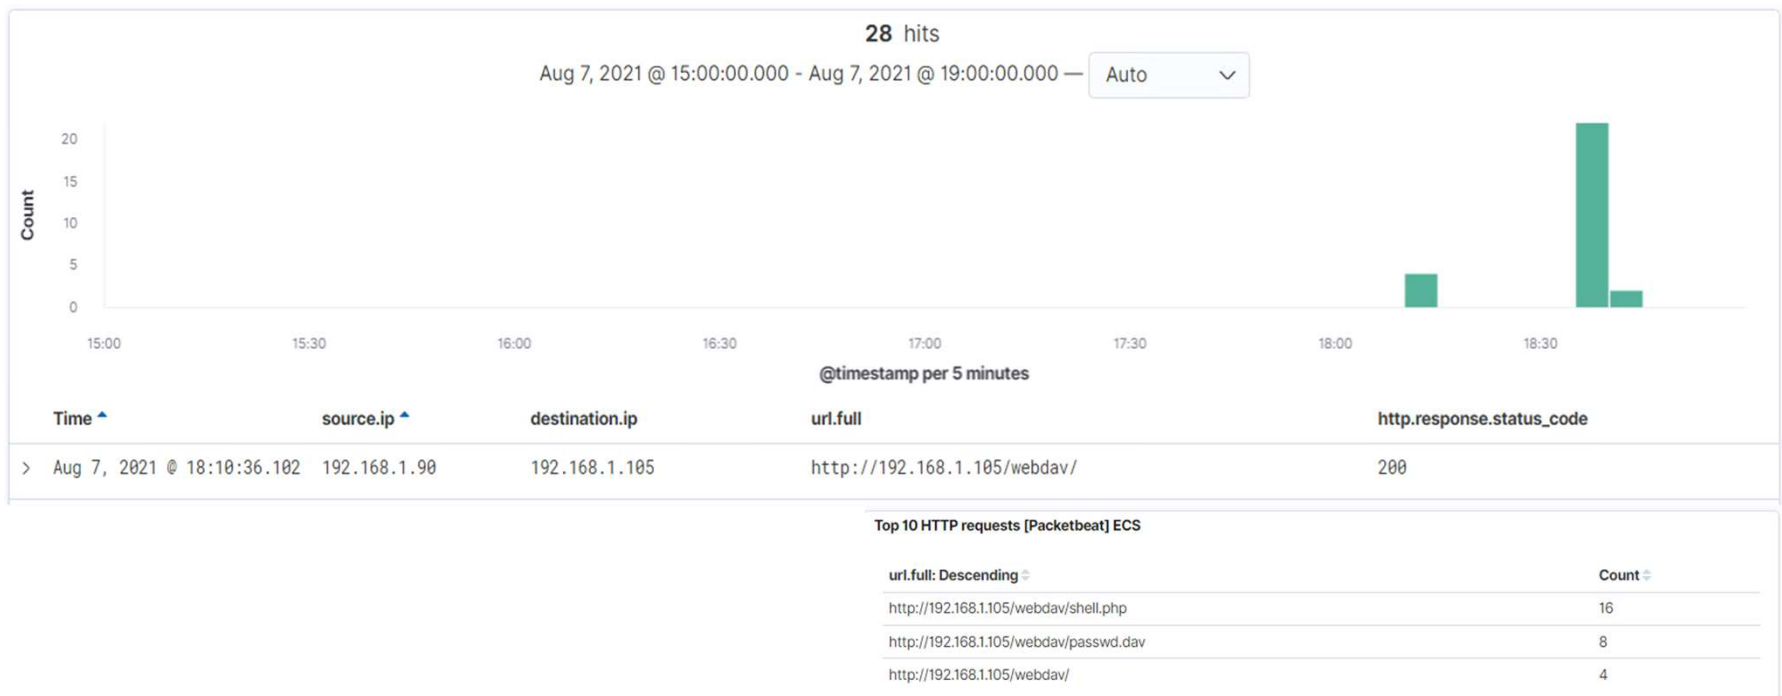 28 hits
Aug 7, 2021 @ 15:00:00.000 - Aug 7, 2021 @ 19:00:00.000 — Auto
20
15
10
5
0
Count
15:00 15:30 16:00 16:30 17:00 17:30 18:00 18:30
@timestamp per 5 minutes
Time source.ip destination.ip url.full http.response.status_code
> Aug 7, 2021 @ 18:10:36.102 192.168.1.90 192.168.1.105 http://192.168.1.105/webdav/ 200
Top 10 HTTP requests [Packetbeat] ECS
url.full: Descending Count
http://192.168.1.105/webdav/shell.php 16
http://192.168.1.105/webdav/passwd.dav 8
http://192.168.1.105/webdav/ 4